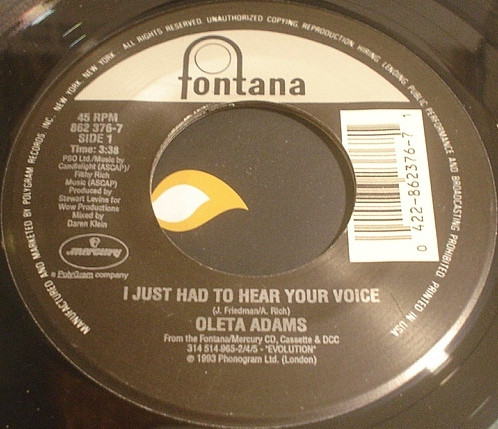 MANUFACTURED AND MARKETED BY POLYGRAM RECORDS, INC., NEW YORK, NEW YORK. ALL RIGHTS RESERVED. UNAUTHORIZED COPYING, REPRODUCTION, HIRING, LENDING, PUBLIC PERFORMANCE AND BROADCASTING PROHIBITED. PRINTED IN USA
fontana
45 RPM
862 376-7
SIDE 1
Time: 3:38
PSO Ltd./Music by
Candlelight (ASCAP)/
Filthy Rich
Music (ASCAP)
Produced by
Stewart Levine for
Wow Productions
Mixed by
Daren Klein
mercury
a PolyGram company
0 422-862376-7 1
I JUST HAD TO HEAR YOUR VOICE
(J. Friedman/A. Rich)
OLETA ADAMS
From the Fontana/Mercury CD, Cassette & DCC
314 514-965-2/4/5 - "EVOLUTION"
℗ 1993 Phonogram Ltd. (London)